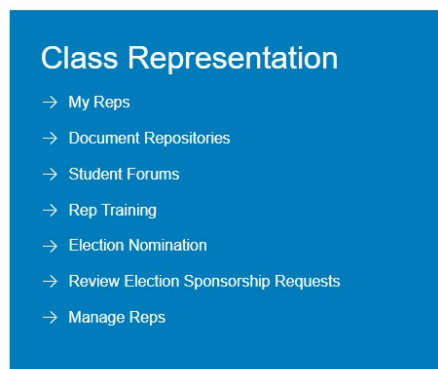 Class Representation
→ My Reps
→ Document Repositories
→ Student Forums
→ Rep Training
→ Election Nomination
→ Review Election Sponsorship Requests
→ Manage Reps